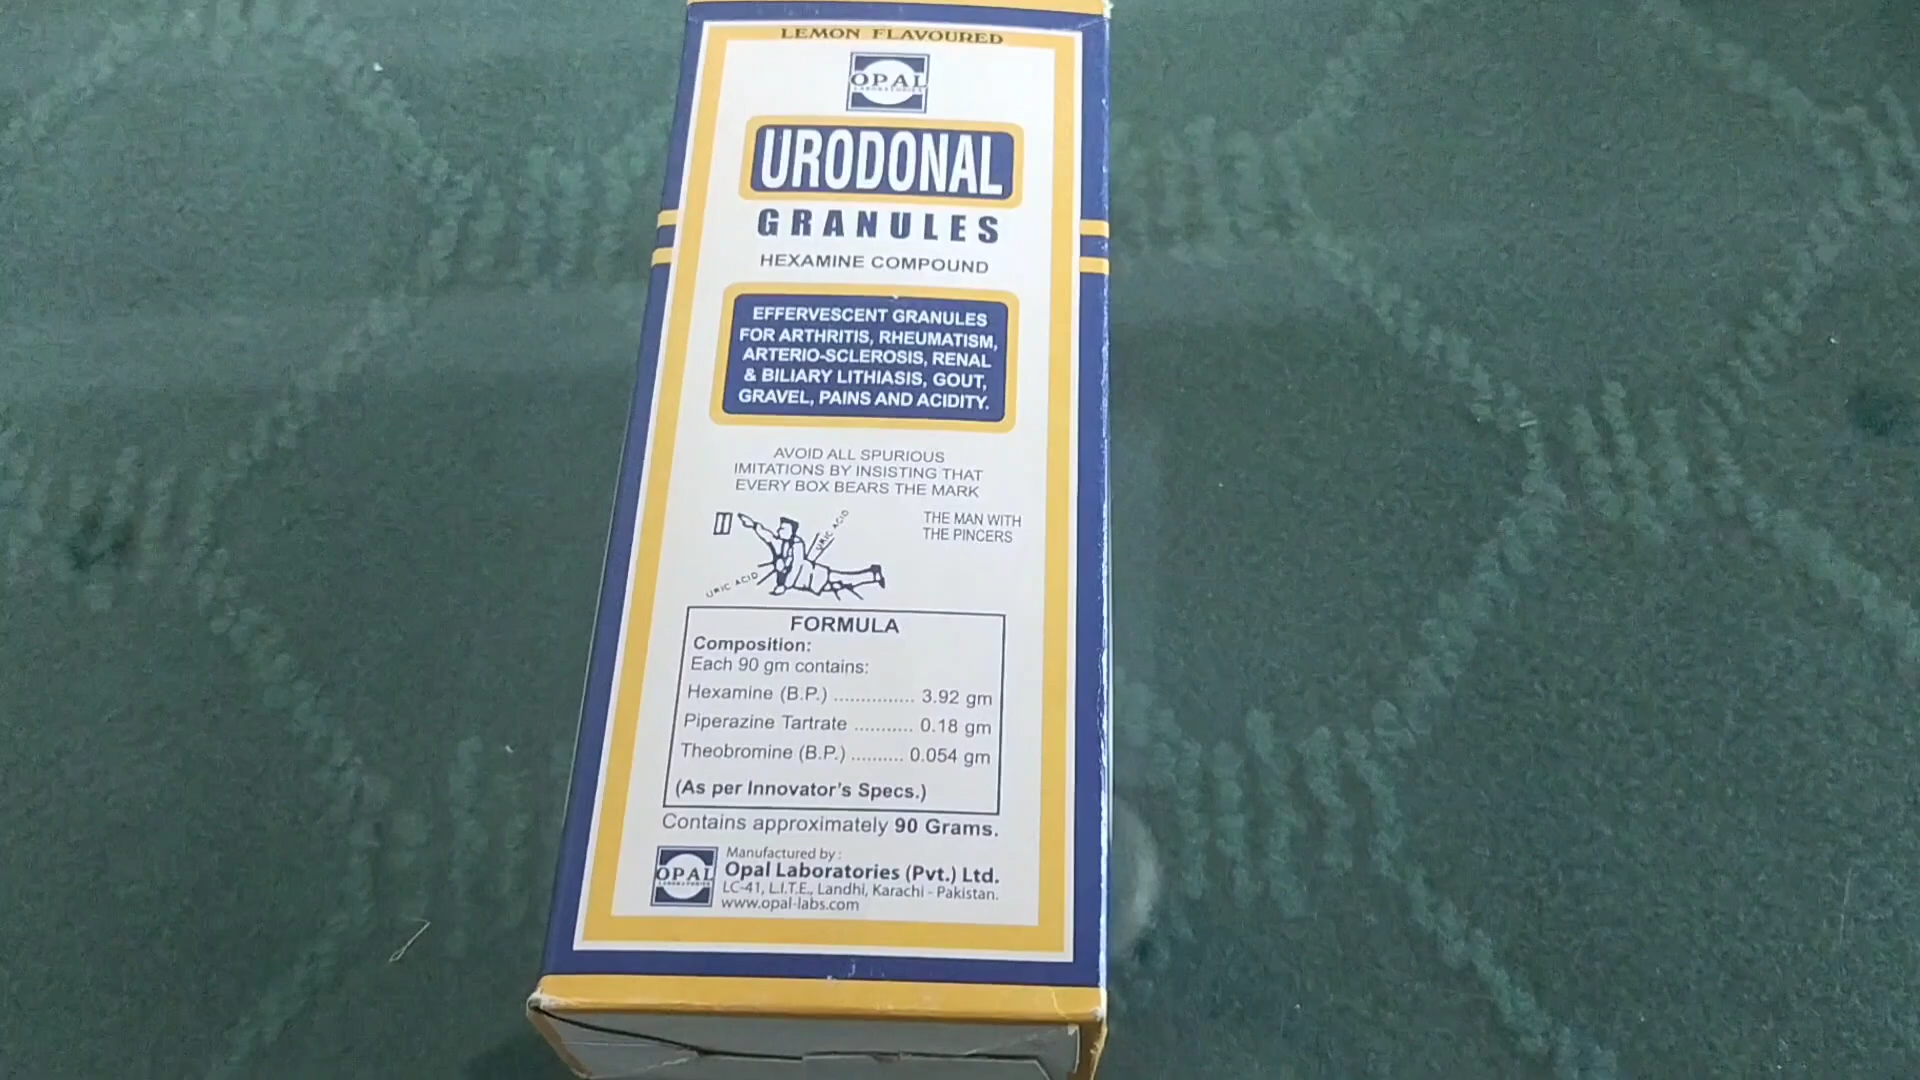 LEMON FLAVOURED
OPAL
LABORATORIES
URODONAL
GRANULES
HEXAMINE COMPOUND
EFFERVESCENT GRANULES
FOR ARTHRITIS, RHEUMATISM,
ARTERIO-SCLEROSIS, RENAL
& BILIARY LITHIASIS, GOUT,
GRAVEL, PAINS AND ACIDITY.
AVOID ALL SPURIOUS
IMITATIONS BY INSISTING THAT
EVERY BOX BEARS THE MARK
THE MAN WITH
THE PINCERS
URIC ACID
URIC ACID
FORMULA
Composition:
Each 90 gm contains:
Hexamine (B.P.) ............... 3.92 gm
Piperazine Tartrate ........... 0.18 gm
Theobromine (B.P.) .......... 0.054 gm
(As per Innovator's Specs.)
Contains approximately 90 Grams.
OPAL
LABORATORIES
Manufactured by :
Opal Laboratories (Pvt.) Ltd.
LC-41, L.I.T.E., Landhi, Karachi - Pakistan.
www.opal-labs.com